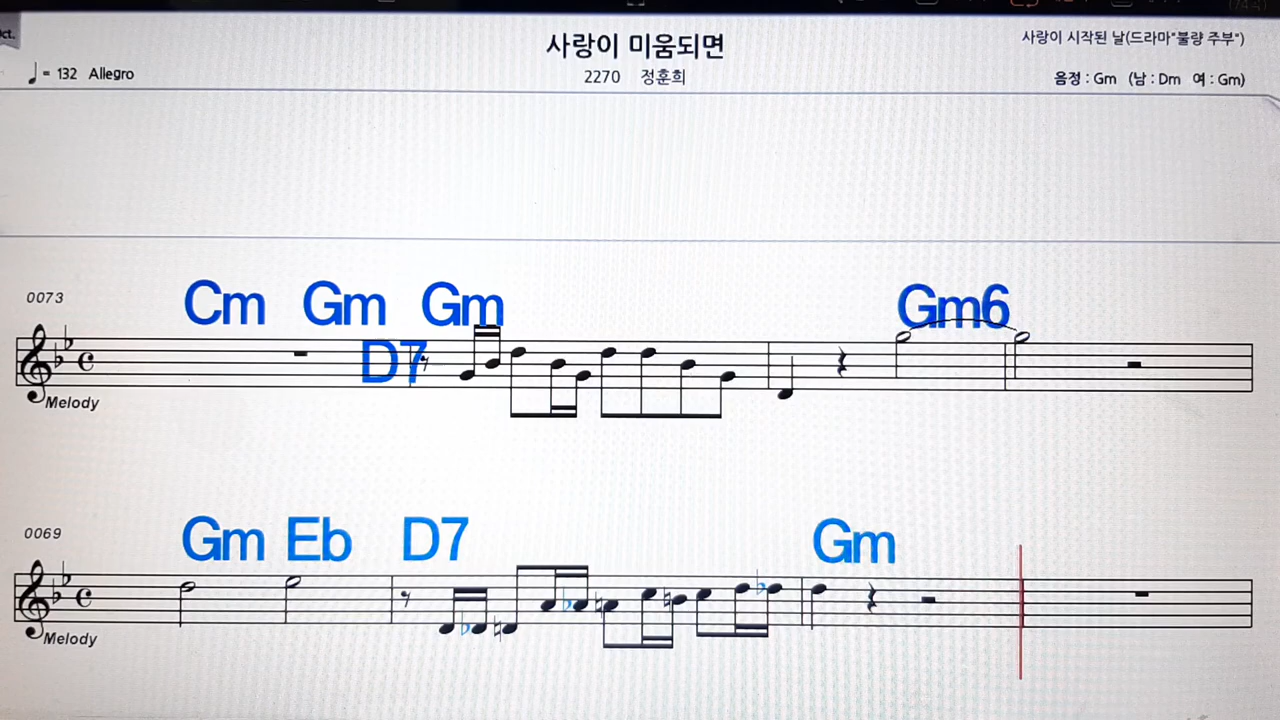 사랑이 미움되면
사랑이 시작된 날(드라마"불량 주부")
ct.
♩= 132 Allegro
2270 정훈희
음정 : Gm (남 : Dm 여 : Gm)
0073
Cm Gm Gm Gm6
D7
Melody
0069
Gm Eb D7 Gm
Melody